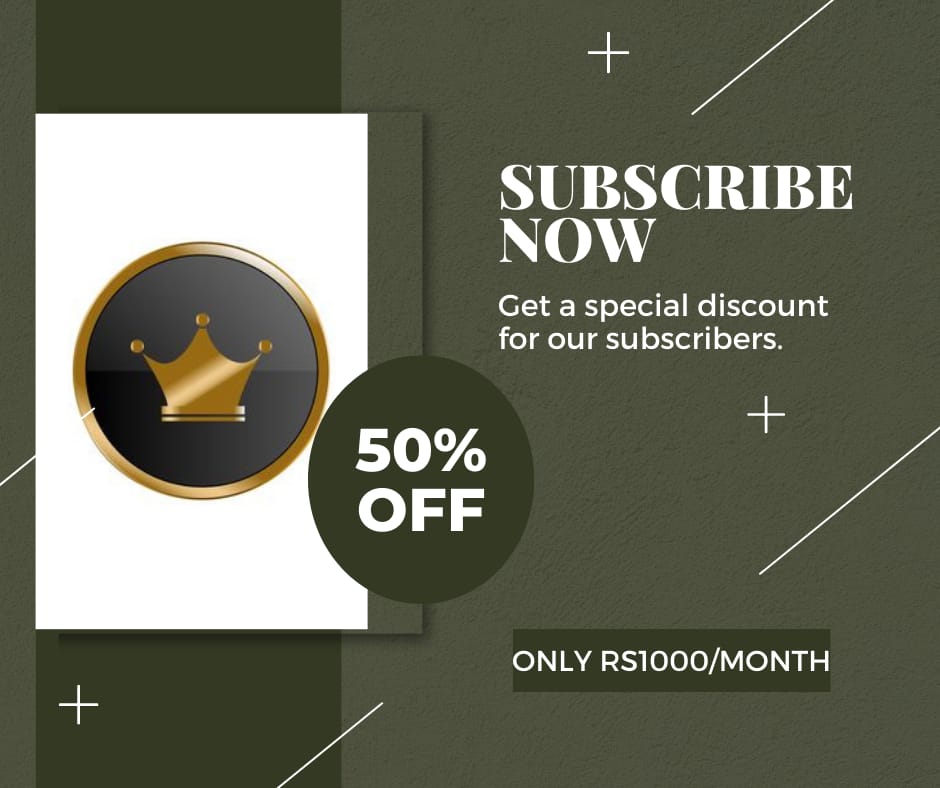 SUBSCRIBE
NOW
Get a special discount
for our subscribers.
50%
OFF
ONLY RS1000/MONTH